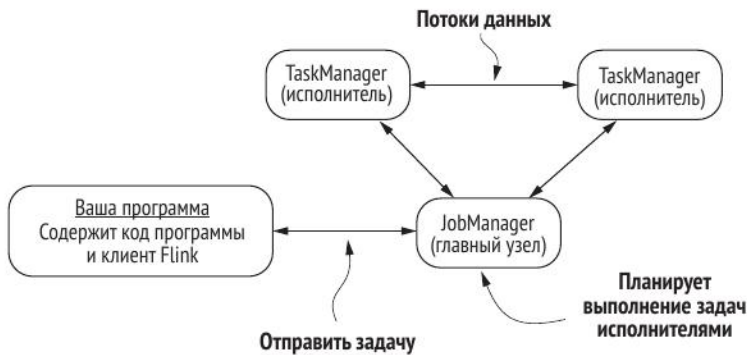 Потоки данных
TaskManager
(исполнитель)
TaskManager
(исполнитель)
Ваша программа
Содержит код программы
и клиент Flink
JobManager
(главный узел)
Отправить задачу
Планирует
выполнение задач
исполнителями